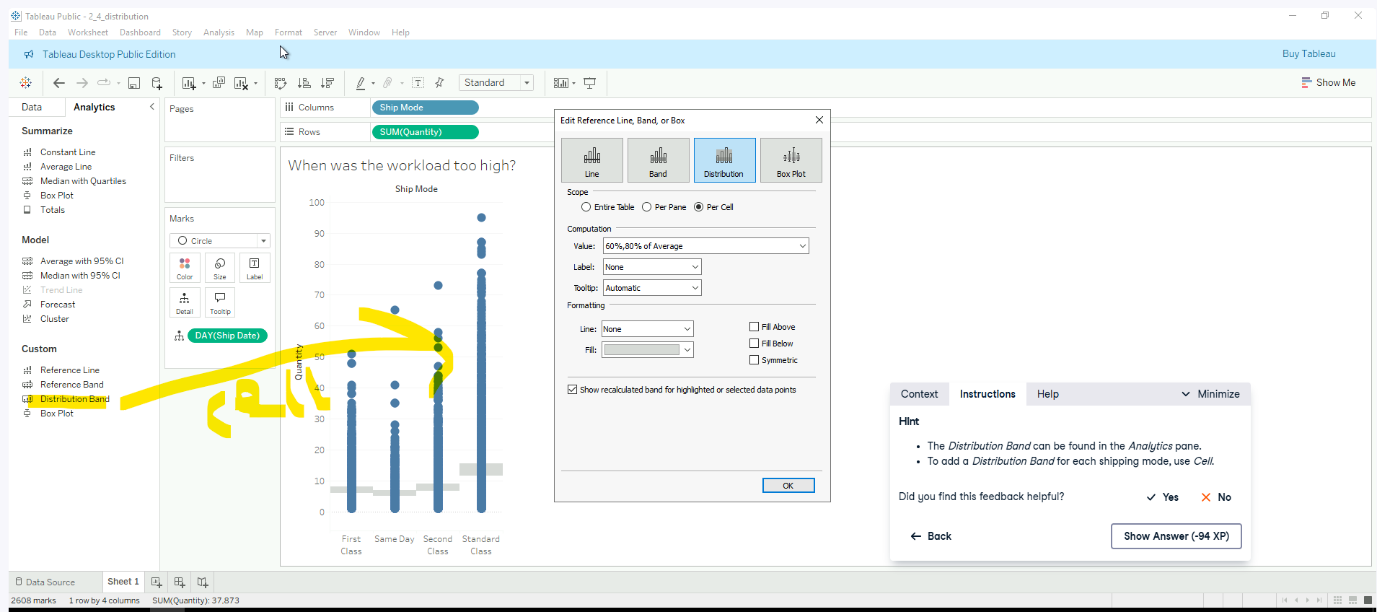 Tableau Public - 2_4_distribution
File Data Worksheet Dashboard Story Analysis Map Format Server Window Help
Tableau Desktop Public Edition Buy Tableau
Standard Show Me
Data Analytics
Pages
Columns Ship Mode
Rows SUM(Quantity)
Summarize
Constant Line
Average Line
Median with Quartiles
Box Plot
Totals
Model
Average with 95% CI
Median with 95% CI
Trend Line
Forecast
Cluster
Custom
Reference Line
Reference Band
Distribution Band
Box Plot
Filters
Marks
Circle
Color Size Label
Detail Tooltip
DAY(Ship Date)
When was the workload too high?
Ship Mode
Quantity
100
90
80
70
60
50
40
30
20
10
0
First Class
Same Day
Second Class
Standard Class
Edit Reference Line, Band, or Box
Line Band Distribution Box Plot
Scope
Entire Table Per Pane Per Cell
Computation
Value: 60%,80% of Average
Label: None
Tooltip: Automatic
Formatting
Line: None
Fill:
Fill Above
Fill Below
Symmetric
Show recalculated band for highlighted or selected data points
OK
Context Instructions Help Minimize
Hint
The Distribution Band can be found in the Analytics pane.
To add a Distribution Band for each shipping mode, use Cell.
Did you find this feedback helpful? Yes No
Back Show Answer (-94 XP)
Data Source Sheet 1
2608 marks 1 row by 4 columns SUM(Quantity): 37,873